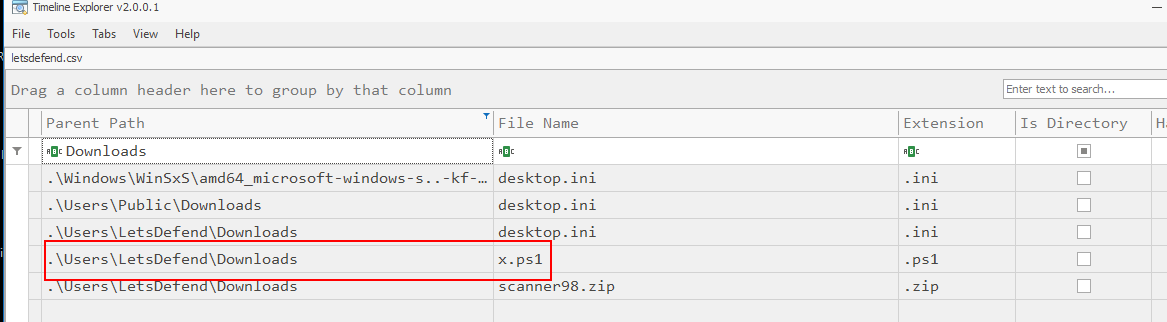 Timeline Explorer v2.0.0.1
File Tools Tabs View Help
letsdefend.csv
Drag a column header here to group by that column
Enter text to search...
Parent Path File Name Extension Is Directory Ha
Downloads
.\Windows\WinSxS\amd64_microsoft-windows-s..-kf-… desktop.ini .ini
.\Users\Public\Downloads desktop.ini .ini
.\Users\LetsDefend\Downloads desktop.ini .ini
.\Users\LetsDefend\Downloads x.ps1 .ps1
.\Users\LetsDefend\Downloads scanner98.zip .zip